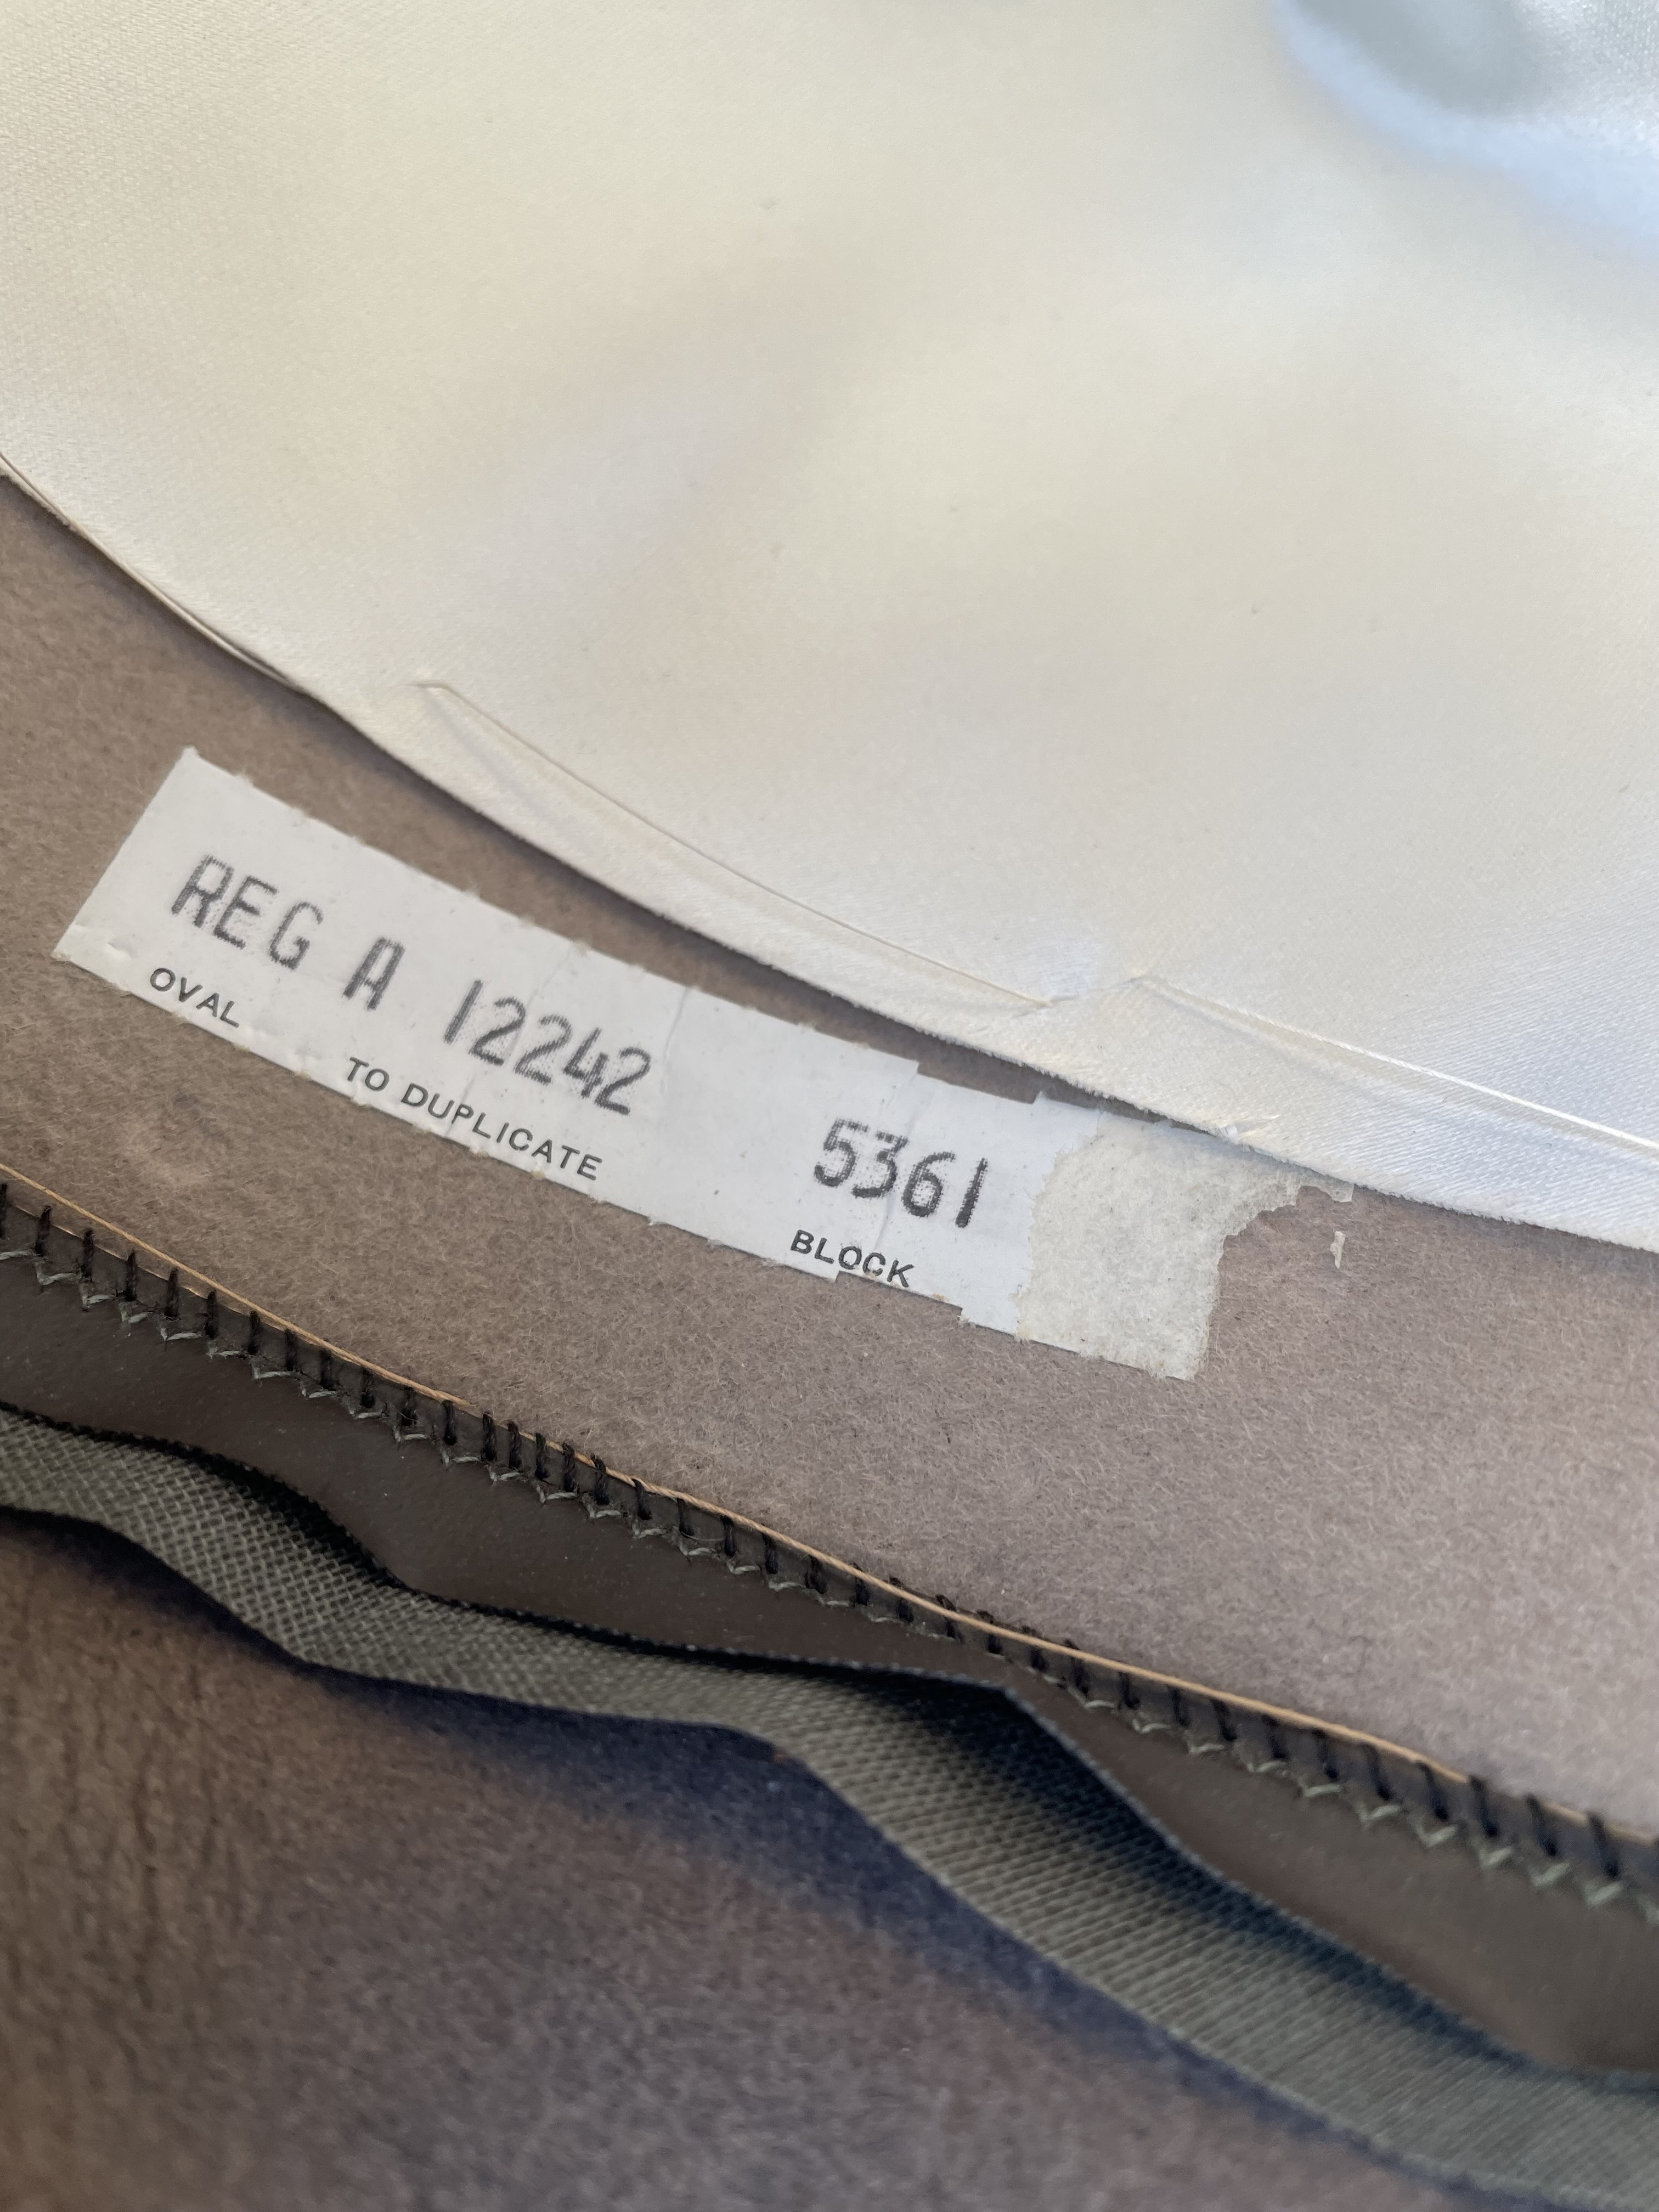 REG A 12242 5361
OVAL TO DUPLICATE BLOCK